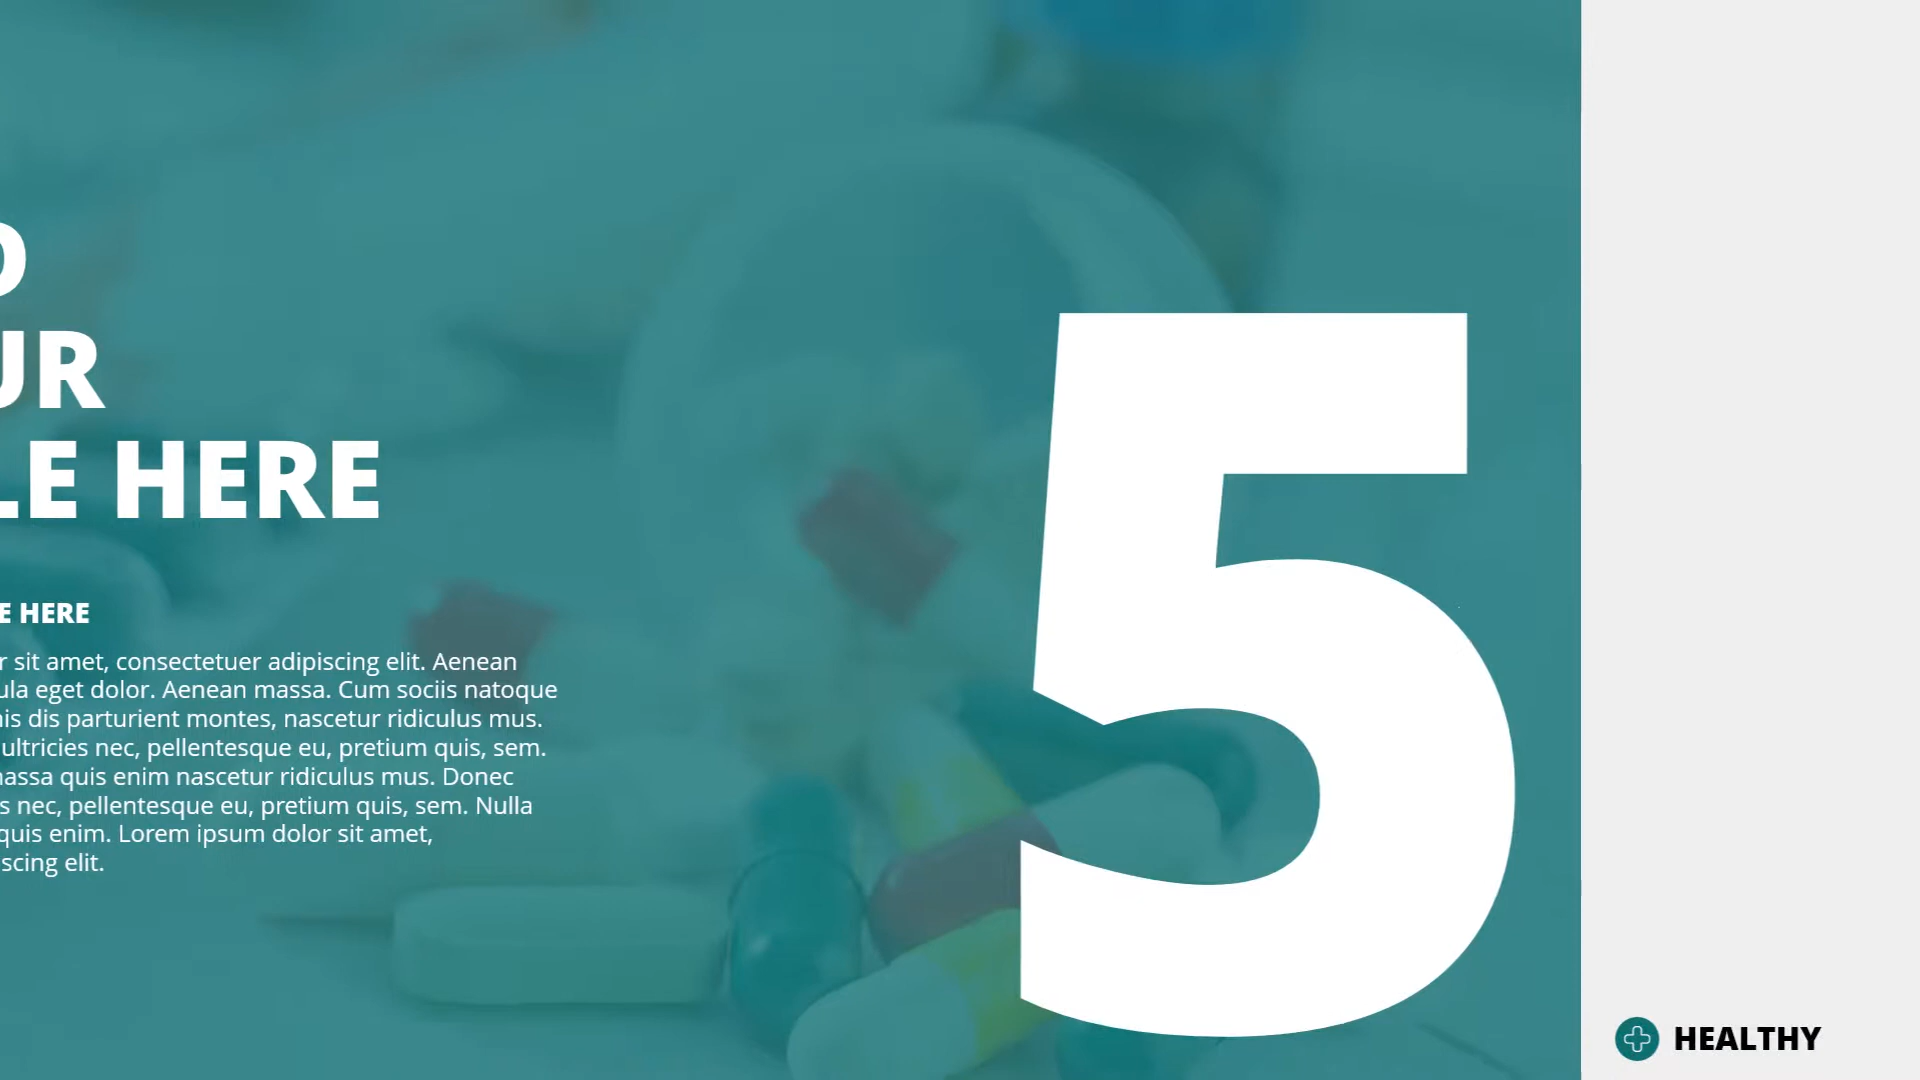 UR
LE HERE
E HERE
r sit amet, consectetuer adipiscing elit. Aenean
ula eget dolor. Aenean massa. Cum sociis natoque
is dis parturient montes, nascetur ridiculus mus.
ultricies nec, pellentesque eu, pretium quis, sem.
assa quis enim nascetur ridiculus mus. Donec
s nec, pellentesque eu, pretium quis, sem. Nulla
quis enim. Lorem ipsum dolor sit amet,
scing elit.
5
HEALTHY